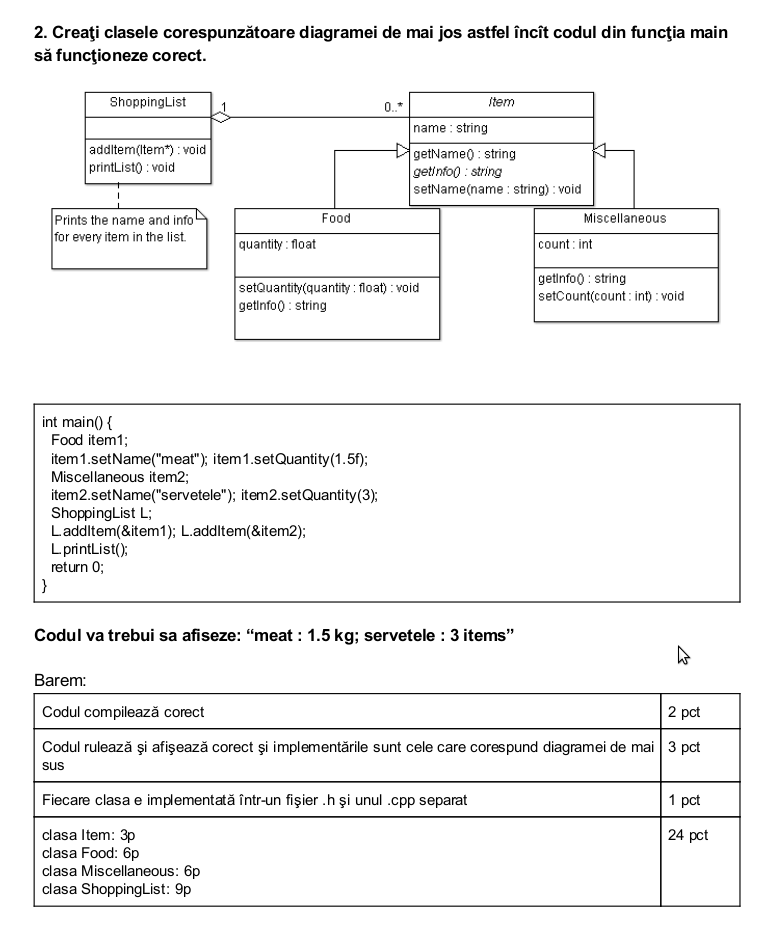 2. Creaţi clasele corespunzătoare diagramei de mai jos astfel încît codul din funcţia main
să funcţioneze corect.
ShoppingList
addItem(Item*) : void
printList() : void
1
0..*
Item
name : string
getName() : string
getInfo() : string
setName(name : string) : void
Prints the name and info
for every item in the list.
Food
quantity : float
setQuantity(quantity : float) : void
getInfo() : string
Miscellaneous
count : int
getInfo() : string
setCount(count : int) : void
int main() {
Food item1;
item1.setName("meat"); item1.setQuantity(1.5f);
Miscellaneous item2;
item2.setName("servetele"); item2.setQuantity(3);
ShoppingList L;
L.addItem(&item1); L.addItem(&item2);
L.printList();
return 0;
}
Codul va trebui sa afiseze: “meat : 1.5 kg; servetele : 3 items”
Barem:
Codul compilează corect 2 pct
Codul rulează şi afişează corect şi implementările sunt cele care corespund diagramei de mai 3 pct
sus
Fiecare clasa e implementată într-un fişier .h şi unul .cpp separat 1 pct
clasa Item: 3p 24 pct
clasa Food: 6p
clasa Miscellaneous: 6p
clasa ShoppingList: 9p